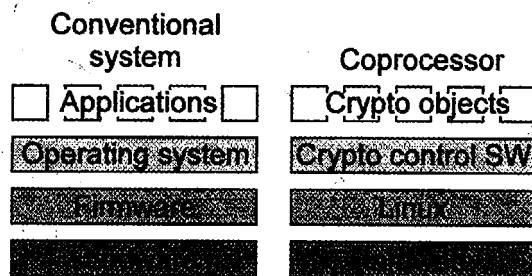 Conventional
system
Coprocessor
Applications
Crypto objects
Operating system
Crypto control SW
Firmware
Linux